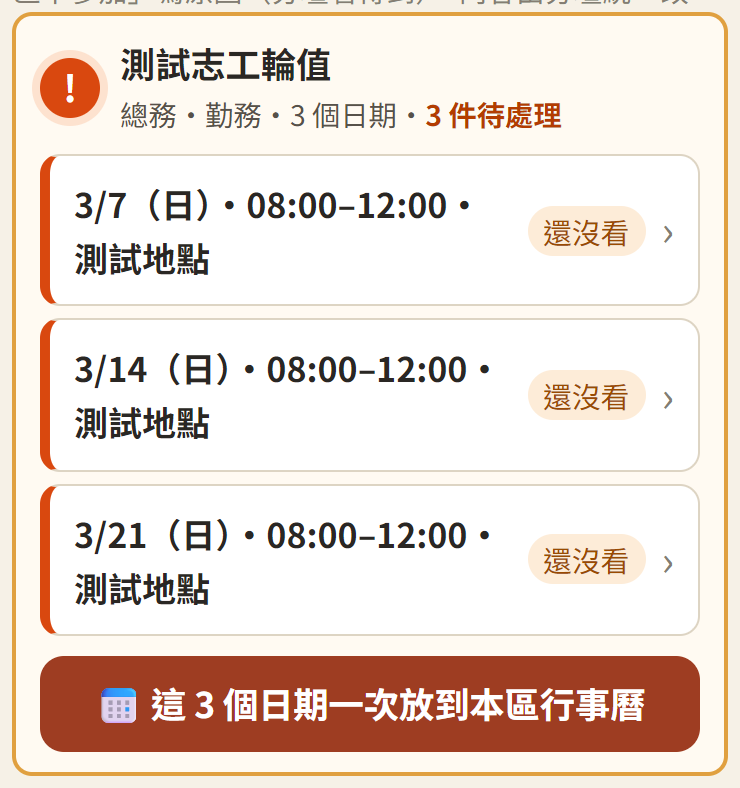 !
測試志工輪值
總務・勤務・3 個日期・3 件待處理
3/7（日）・08:00–12:00・
測試地點
還沒看 ›
3/14（日）・08:00–12:00・
測試地點
還沒看 ›
3/21（日）・08:00–12:00・
測試地點
還沒看 ›
這 3 個日期一次放到本區行事曆